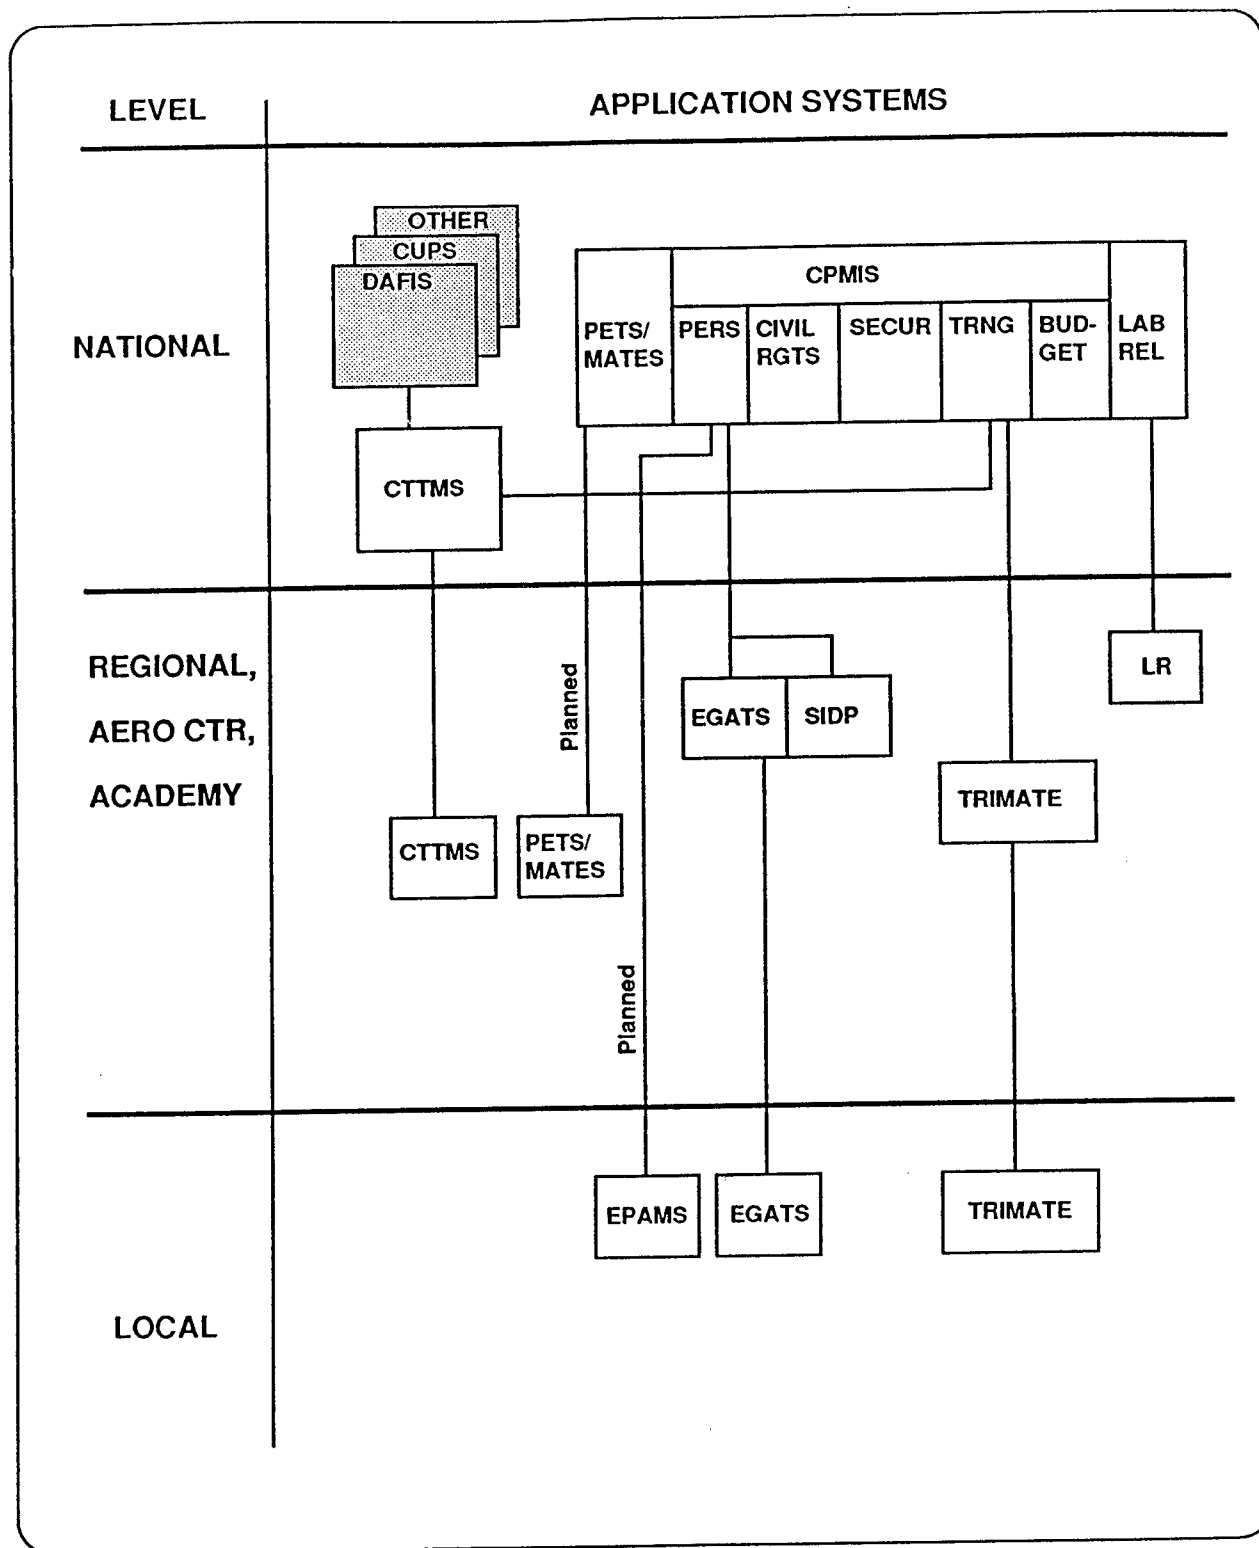 LEVEL
APPLICATION SYSTEMS
NATIONAL
OTHER
CUPS
DAFIS
CTTMS
CPMIS
PETS/
MATES
PERS
CIVIL
RGTS
SECUR
TRNG
BUD-
GET
LAB
REL
REGIONAL,
AERO CTR,
ACADEMY
Planned
Planned
CTTMS
PETS/
MATES
EGATS
SIDP
TRIMATE
LR
LOCAL
EPAMS
EGATS
TRIMATE